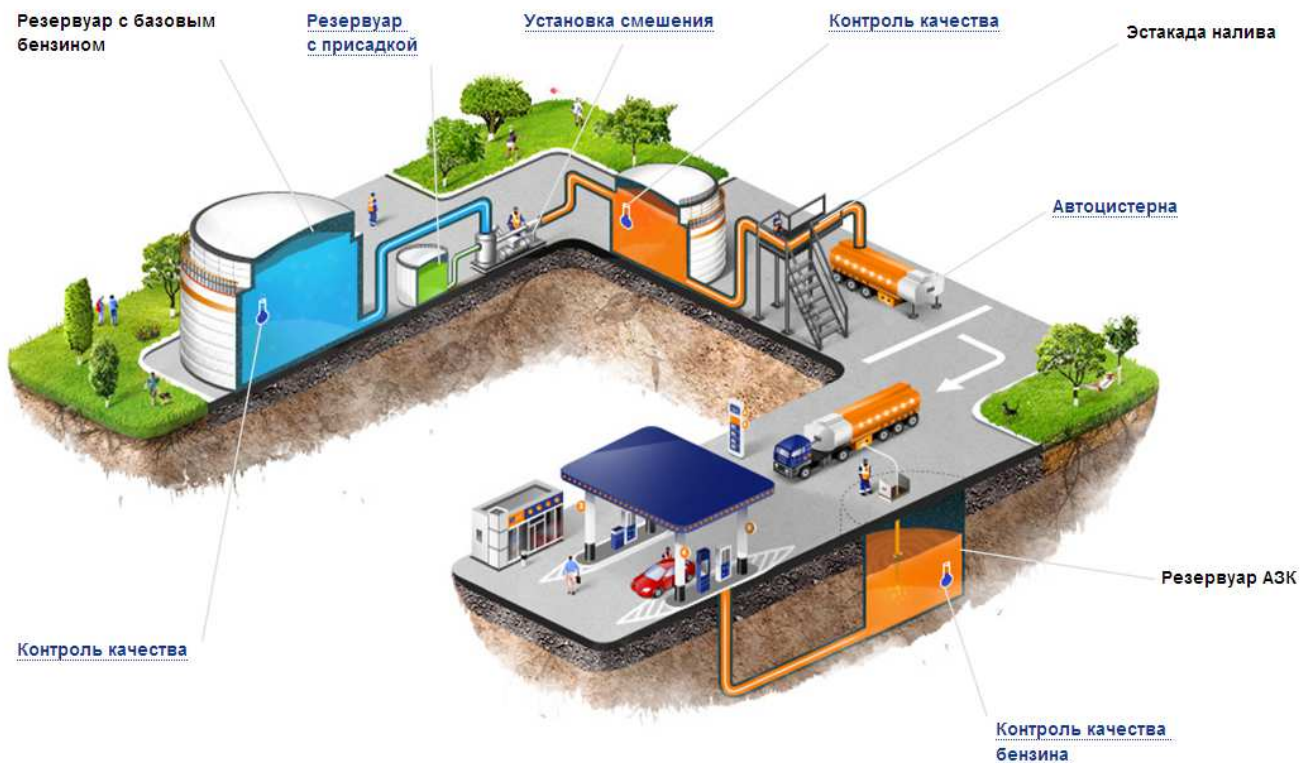 Резервуар с базовым
бензином
Резервуар
с присадкой
Установка смешения
Контроль качества
Эстакада налива
Автоцистерна
Резервуар АЗК
Контроль качества
Контроль качества
бензина